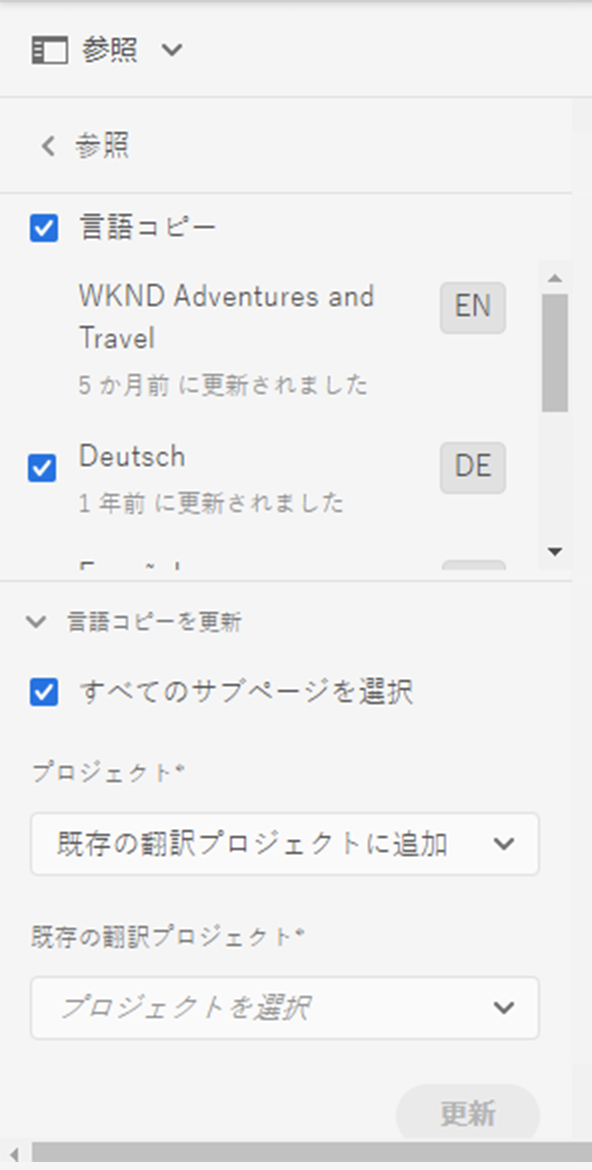 参照
参照
言語コピー
WKND Adventures and
Travel
EN
5 か月前 に更新されました
Deutsch
DE
1 年前 に更新されました
言語コピーを更新
すべてのサブページを選択
プロジェクト*
既存の翻訳プロジェクトに追加
既存の翻訳プロジェクト*
プロジェクトを選択
更新